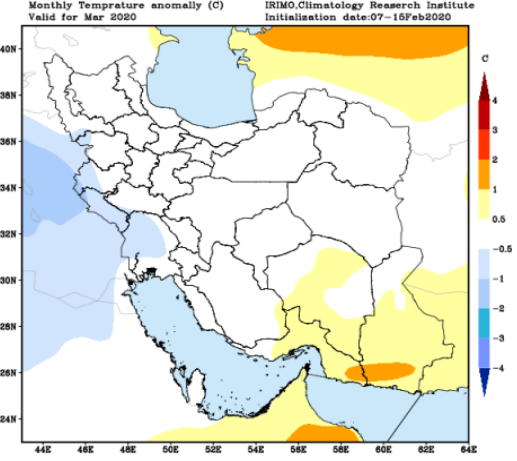 Monthly Temprature anomally (C)
IRIMO,Climatology Reaserch Institute
Valid for Mar 2020
Initialization date:07-15Feb2020
40N
38N
36N
34N
32N
30N
28N
26N
24N
44E
46E
48E
50E
52E
54E
56E
58E
60E
62E
64E
C
4
3
2
1
0.5
-0.5
-1
-2
-3
-4